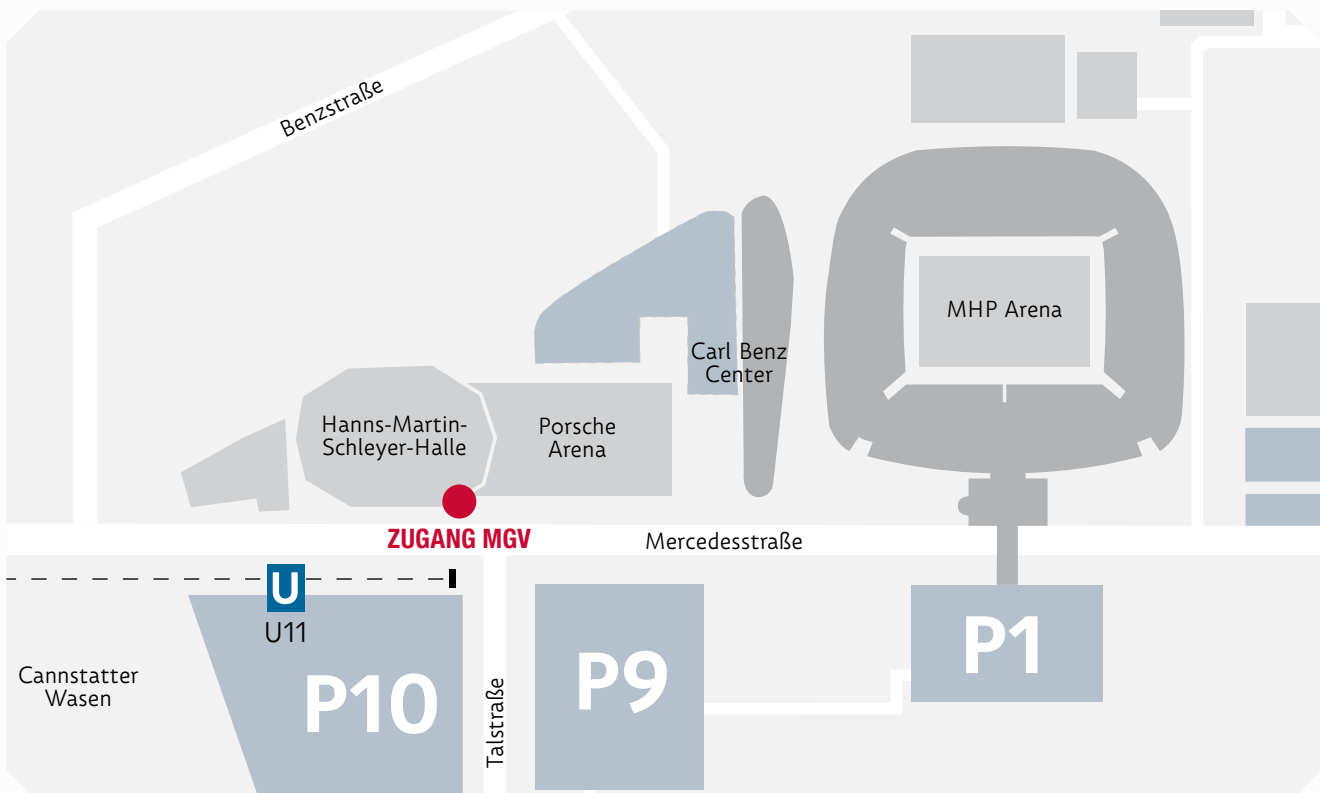 Benzstraße
MHP Arena
Carl Benz
Center
Hanns-Martin-
Schleyer-Halle
Porsche
Arena
ZUGANG MGV
Mercedesstraße
U
U11
Cannstatter
Wasen
P10
Talstraße
P9
P1